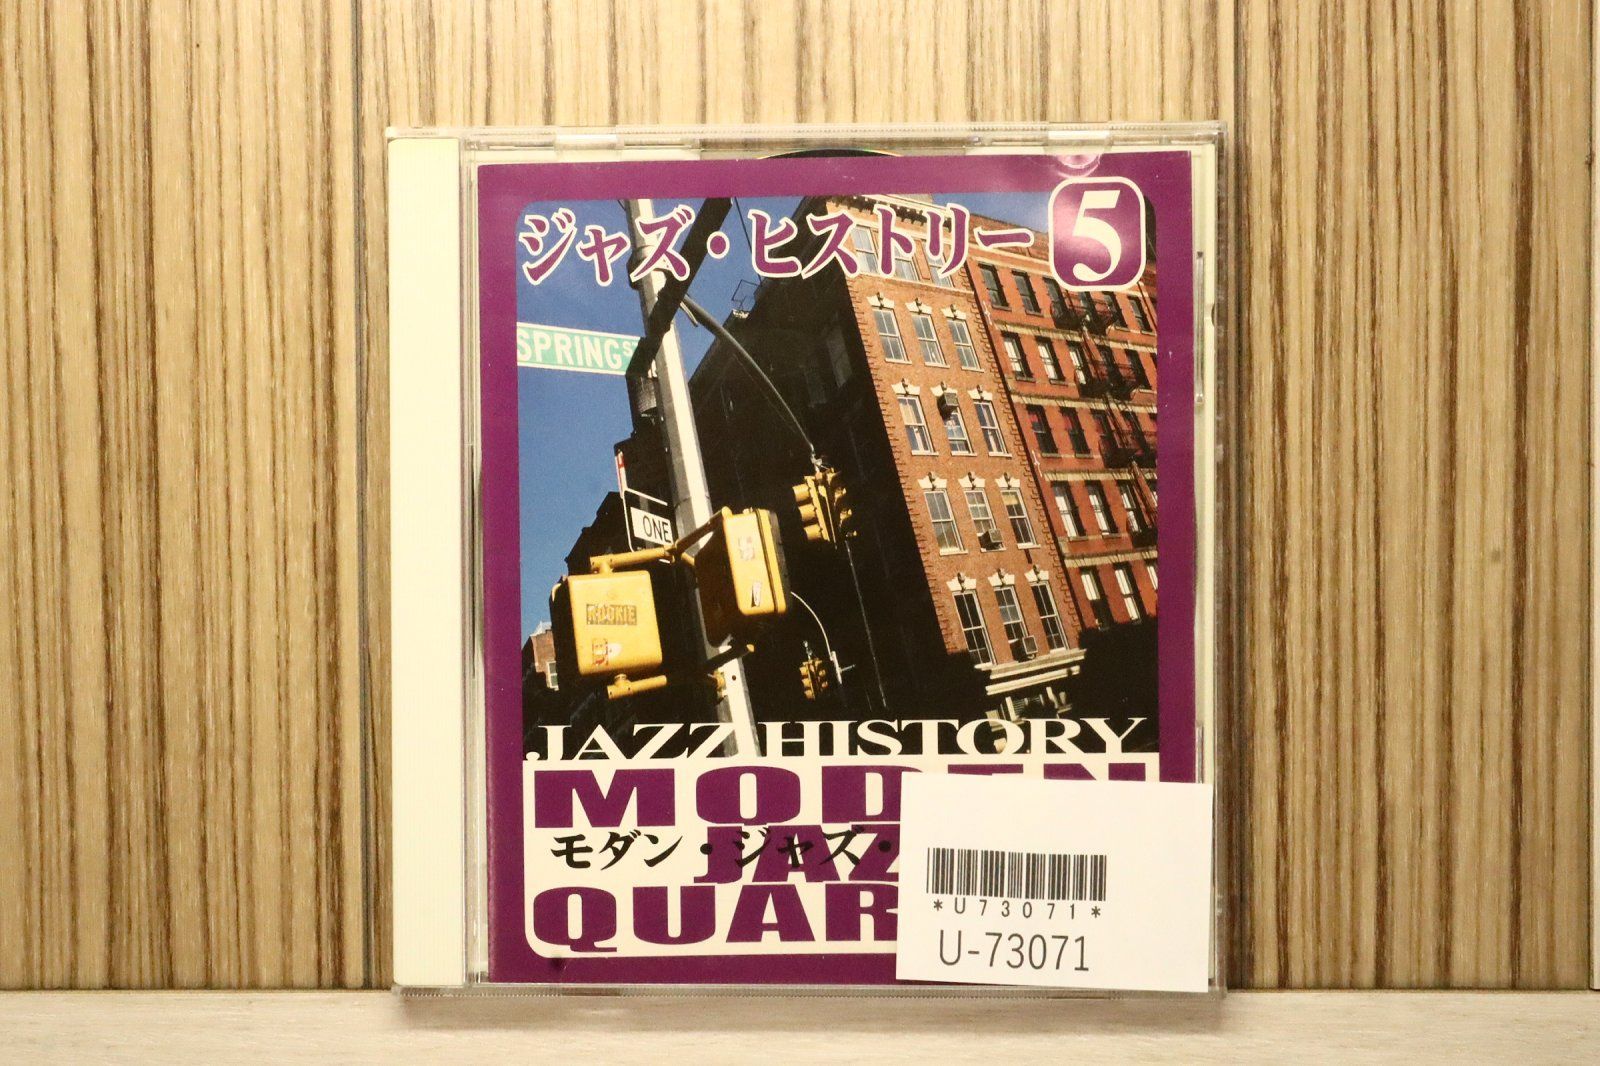 ジャズ・ヒストリー 5
SPRING ST
ONE
ROOKIE
JAZZ HISTORY
モダン・ジャズ・
JAZ
QUAR
*U73071*
U-73071